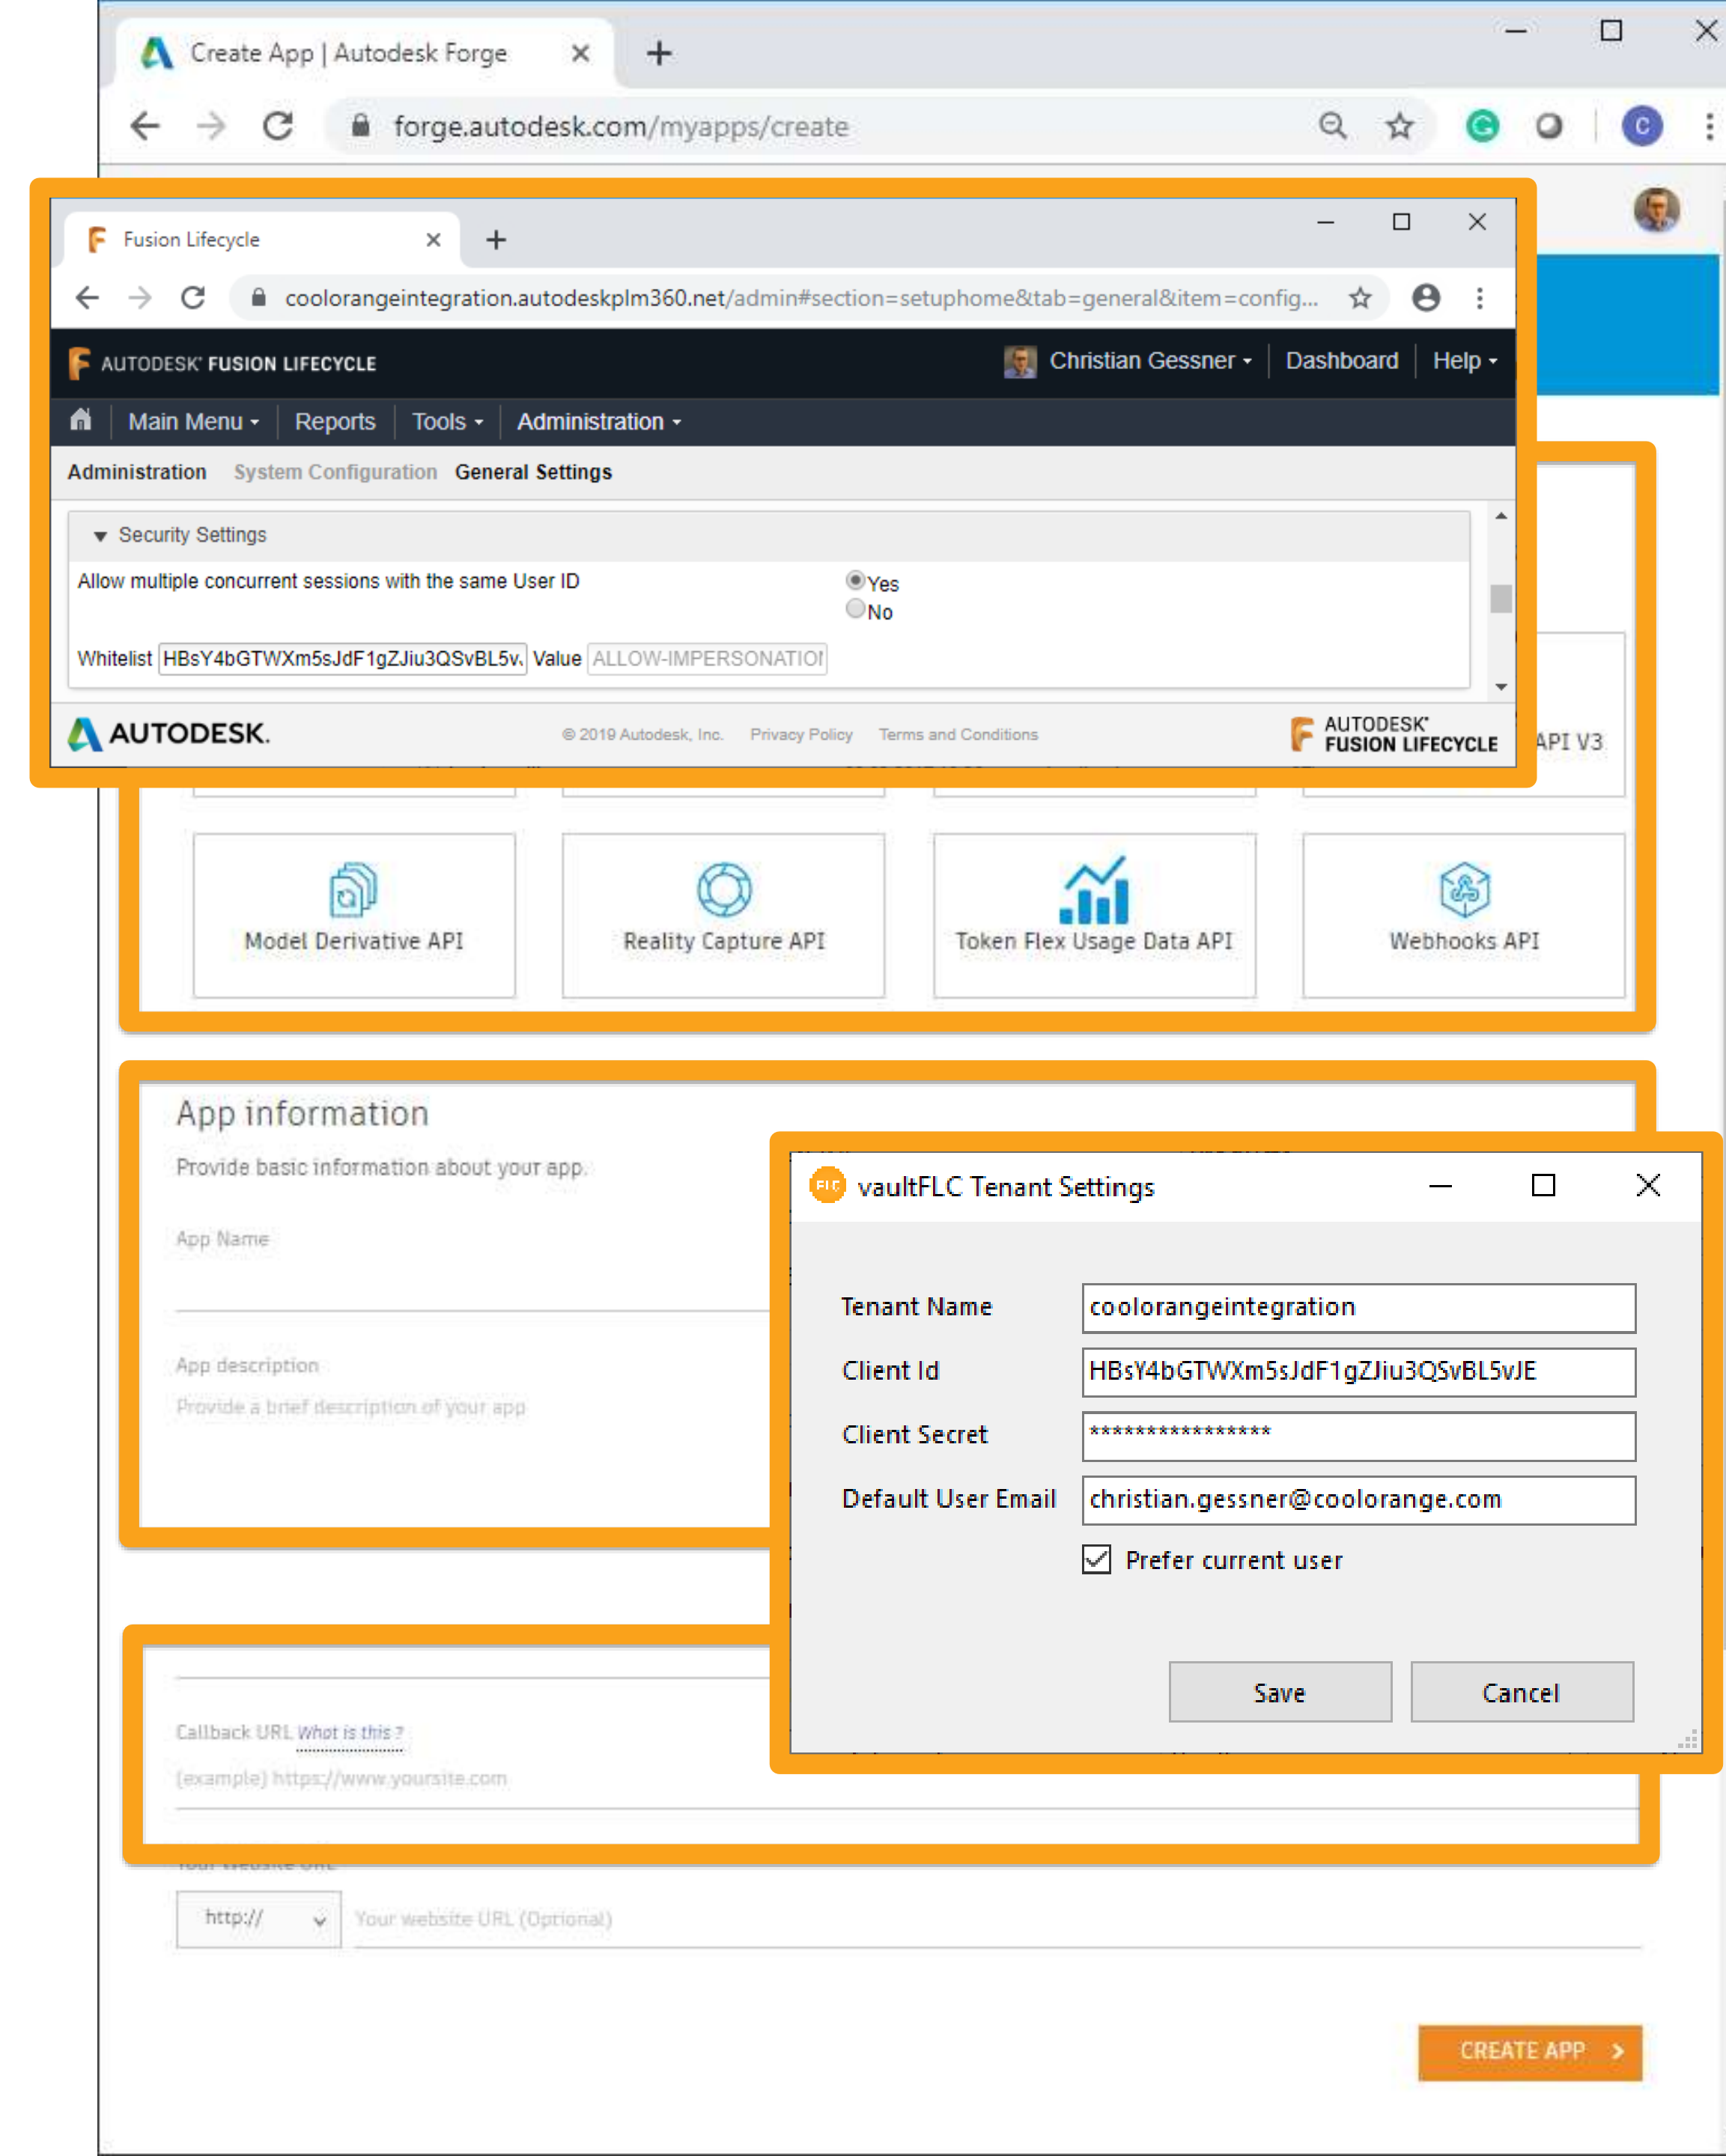 Create App | Autodesk Forge
forge.autodesk.com/myapps/create
C
Fusion Lifecycle
coolorangeintegration.autodeskplm360.net/admin#section=setuphome&tab=general&item=config...
AUTODESK® FUSION LIFECYCLE Christian Gessner Dashboard Help
Main Menu Reports Tools Administration
Administration System Configuration General Settings
Security Settings
Allow multiple concurrent sessions with the same User ID Yes
No
Whitelist HBsY4bGTWXm5sJdF1gZJiu3QSvBL5v. Value ALLOW-IMPERSONATION
AUTODESK. © 2019 Autodesk, Inc. Privacy Policy Terms and Conditions AUTODESK® FUSION LIFECYCLE
API V3
Model Derivative API Reality Capture API Token Flex Usage Data API Webhooks API
App information
Provide basic information about your app.
App Name
App description
Provide a brief description of your app
FLC vaultFLC Tenant Settings
Tenant Name coolorangeintegration
Client Id HBsY4bGTWXm5sJdF1gZJiu3QSvBL5vJE
Client Secret ****************
Default User Email christian.gessner@coolorange.com
Prefer current user
Save Cancel
Callback URL What is this ?
(example) https://www.yoursite.com
Your Website URL
http:// Your website URL (Optional)
CREATE APP